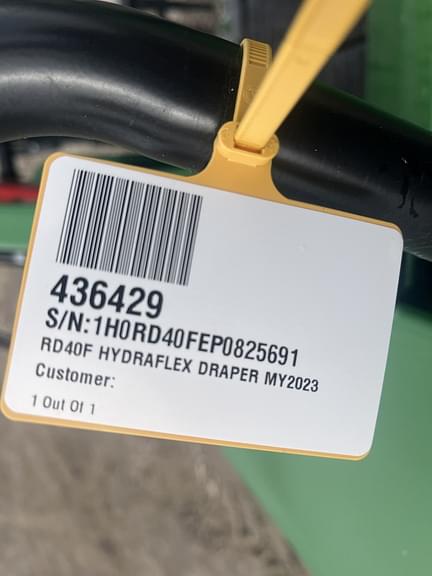 436429
S/N:1H0RD40FEP0825691
RD40F HYDRAFLEX DRAPER MY2023
Customer:
1 Out Of 1